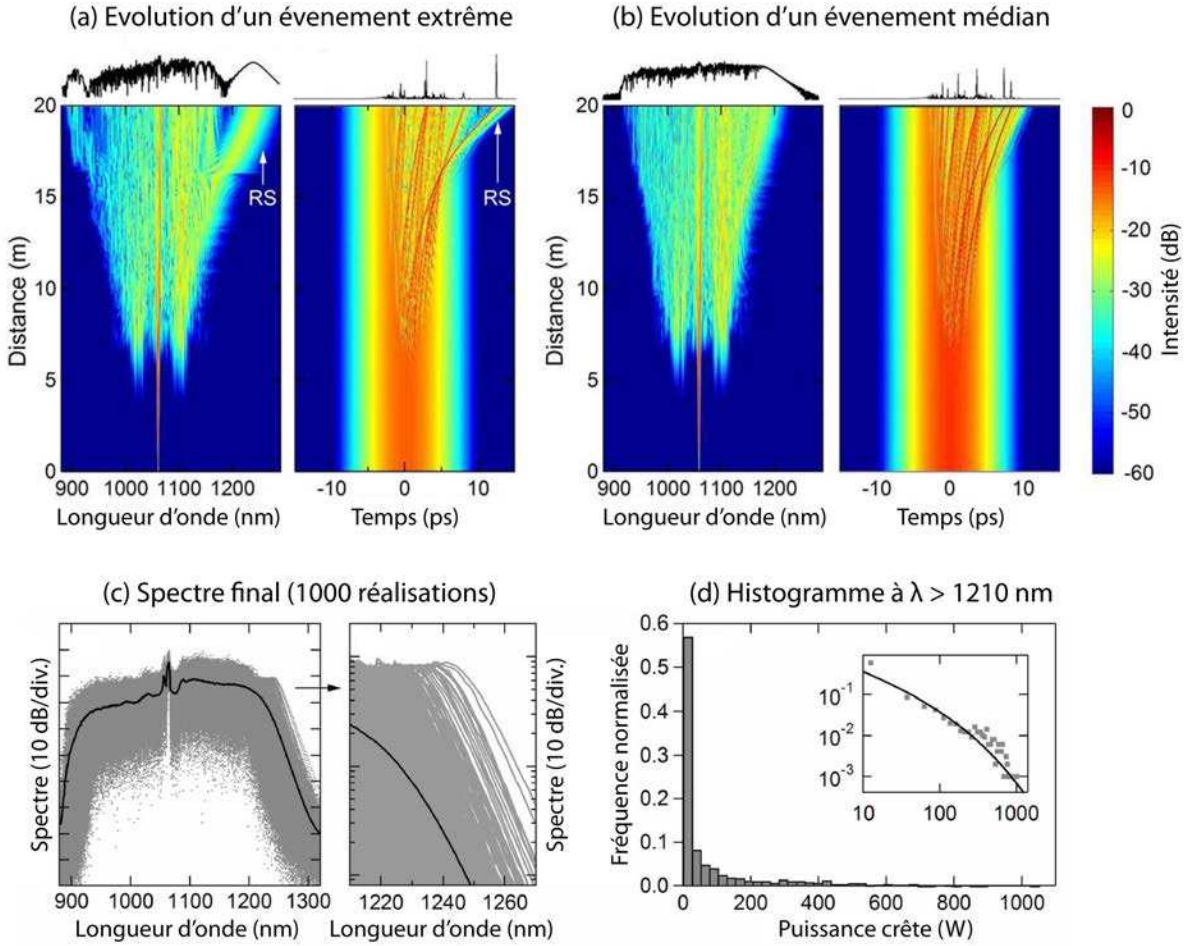 (a) Evolution d'un évenement extrême
(b) Evolution d'un évenement médian
20
15
10
5
0
Distance (m)
RS
RS
900 1000 1100 1200
Longueur d'onde (nm)
-10 0 10
Temps (ps)
20
15
10
5
0
Distance (m)
900 1000 1100 1200
Longueur d'onde (nm)
-10 0 10
Temps (ps)
0
-10
-20
-30
-40
-50
-60
Intensité (dB)
(c) Spectre final (1000 réalisations)
Spectre (10 dB/div.)
900 1000 1100 1200 1300
Longueur d'onde (nm)
1220 1240 1260
Longueur d'onde (nm)
Spectre (10 dB/div.)
(d) Histogramme à λ > 1210 nm
Fréquence normalisée
0.6
0.5
0.4
0.3
0.2
0.1
0.0
0 200 400 600 800 1000
Puissance crête (W)
10⁻¹
10⁻²
10⁻³
10 100 1000